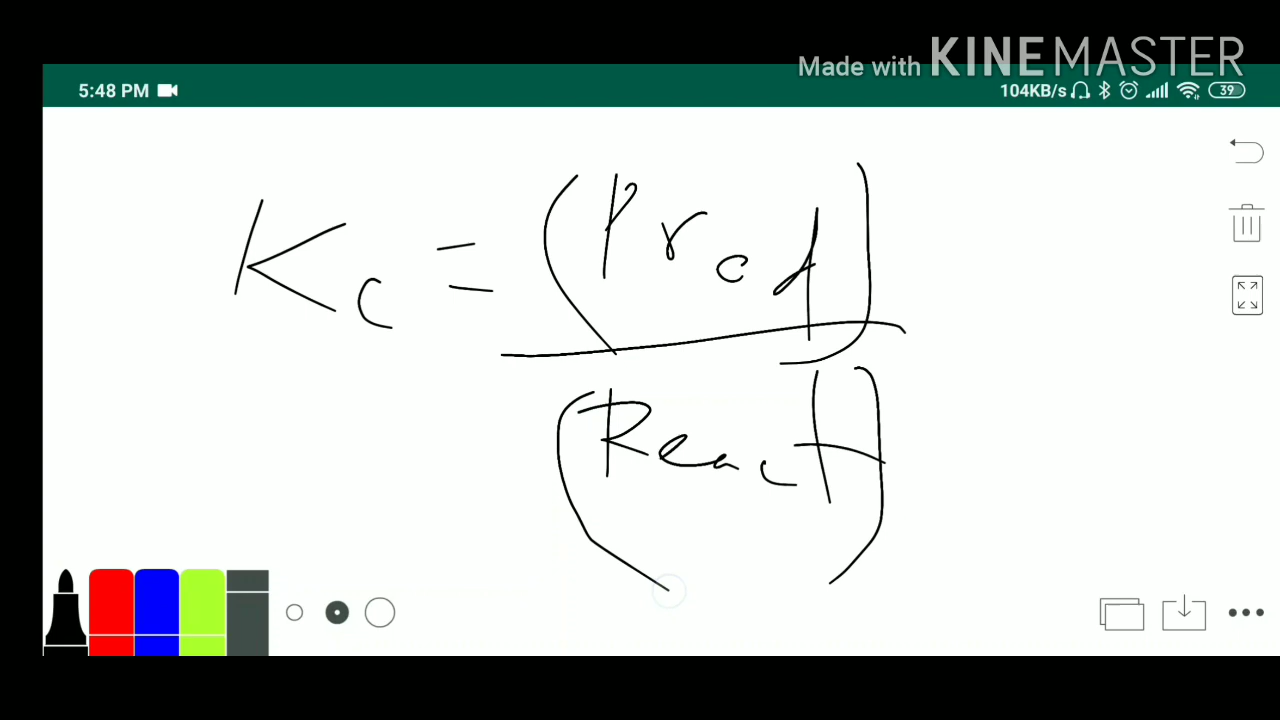 Made with KINEMASTER
5:48 PM 104KB/s 39
Kc = (Prod)
(React)